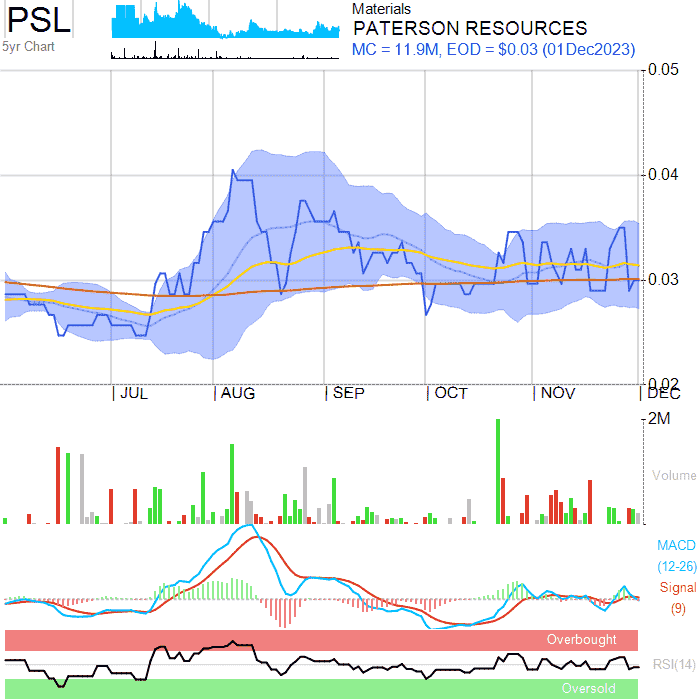 PSL
5yr Chart
Materials
PATERSON RESOURCES
MC = 11.9M, EOD = $0.03 (01Dec2023)
0.05
0.04
0.03
0.02
JUL AUG SEP OCT NOV DEC
2M
Volume
MACD
(12-26)
Signal
(9)
Overbought
RSI(14)
Oversold